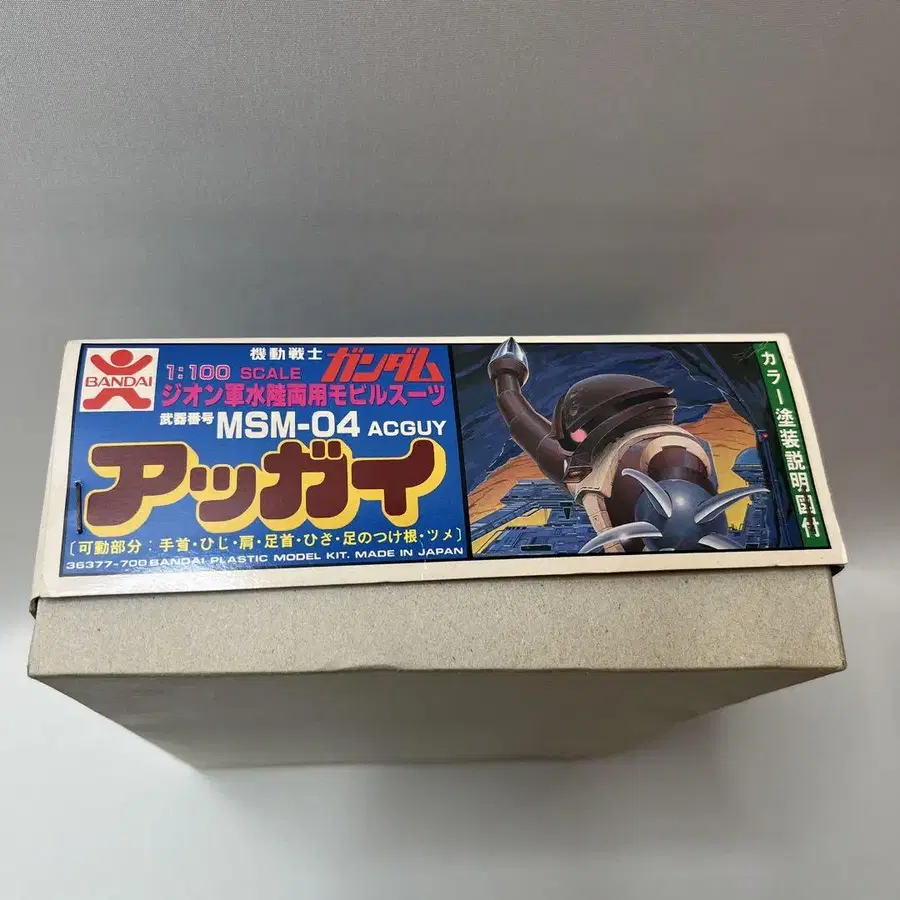 BANDAI
機動戦士 ガンダム
1:100 SCALE
ジオン軍水陸両用モビルスーツ
武器番号 MSM-04 ACGUY
アッガイ
〔可動部分：手首・ひじ・肩・足首・ひざ・足のつけ根・ツメ〕
36377-700 BANDAI PLASTIC MODEL KIT. MADE IN JAPAN
カラー塗装説明図付